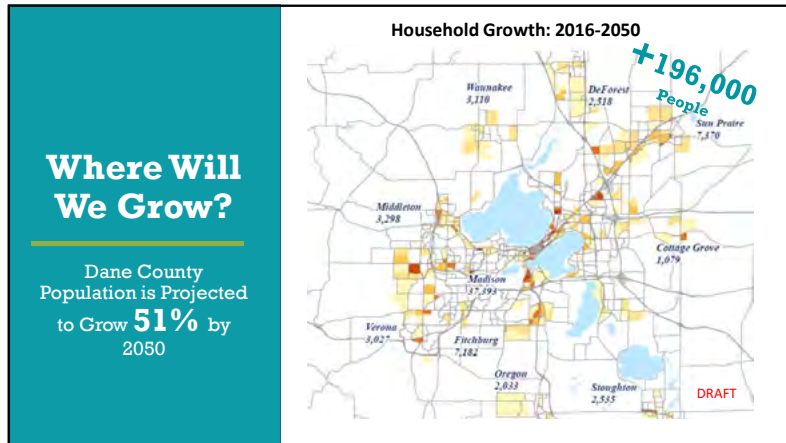 Where Will
We Grow?
Dane County
Population is Projected
to Grow 51% by
2050
Household Growth: 2016-2050
+196,000
People
Waunakee
3,110
DeForest
2,518
Sun Praire
7,370
Middleton
3,298
Cottage Grove
1,079
Madison
37,393
Verona
3,027
Fitchburg
7,182
Oregon
2,033
Stoughton
2,535
DRAFT